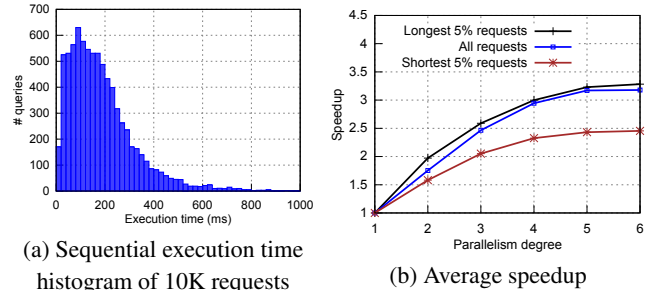 700
600
500
400
300
200
100
0
# queries
0 200 400 600 800 1000
Execution time (ms)
(a) Sequential execution time
histogram of 10K requests
4.5
4
3.5
3
2.5
2
1.5
1
Speedup
Longest 5% requests
All requests
Shortest 5% requests
1 2 3 4 5 6
Parallelism degree
(b) Average speedup